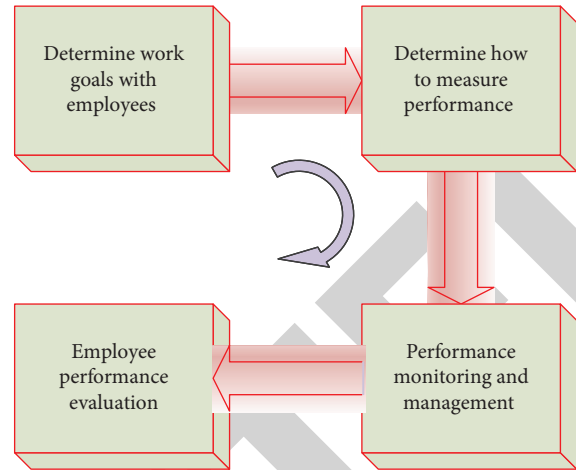 Determine work
goals with
employees
Determine how
to measure
performance
Performance
monitoring and
management
Employee
performance
evaluation